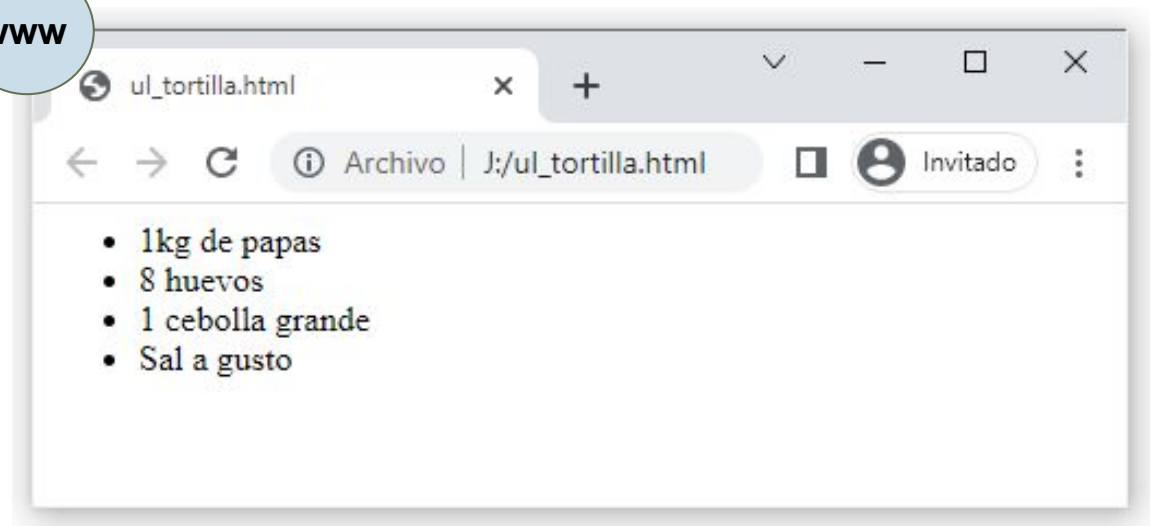 www
ul_tortilla.html
Archivo | J:/ul_tortilla.html
Invitado
1kg de papas
8 huevos
1 cebolla grande
Sal a gusto